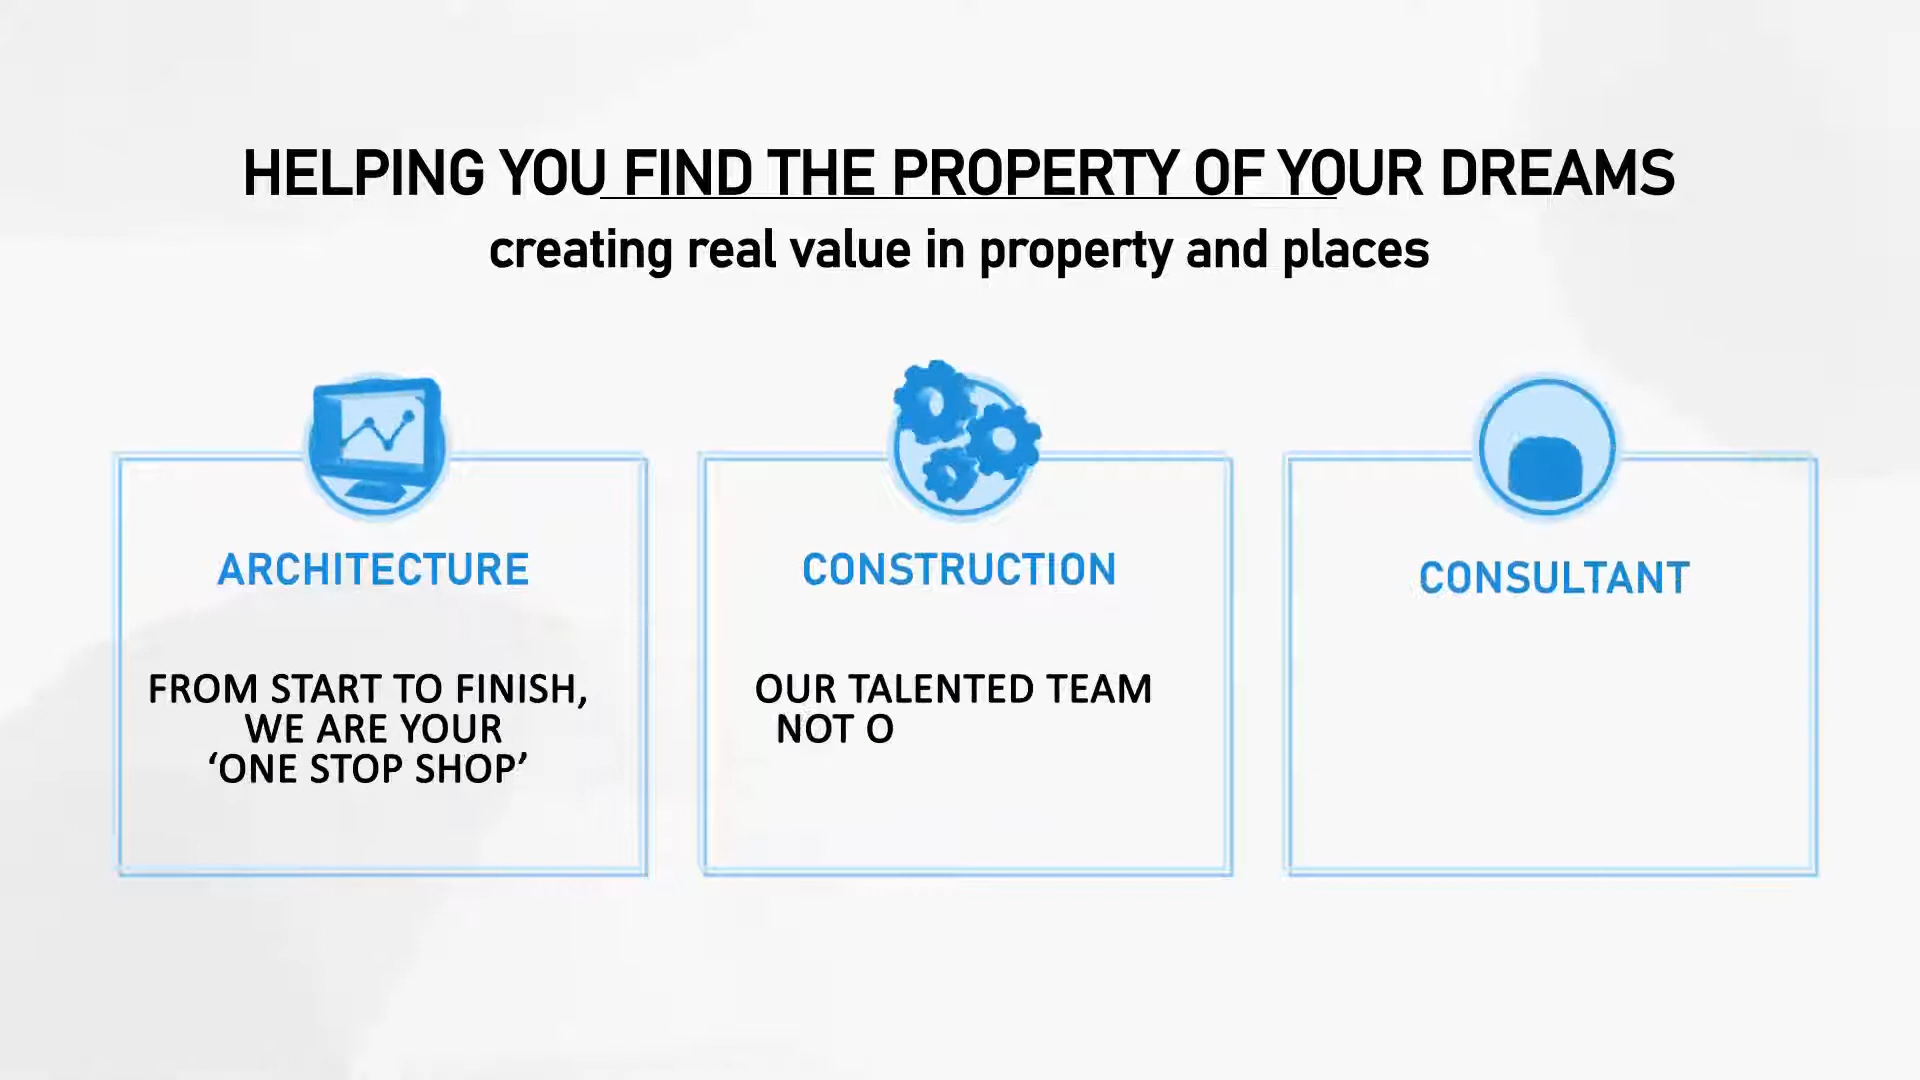 HELPING YOU FIND THE PROPERTY OF YOUR DREAMS
creating real value in property and places
ARCHITECTURE
FROM START TO FINISH,
WE ARE YOUR
‘ONE STOP SHOP’
CONSTRUCTION
OUR TALENTED TEAM
NOT O
CONSULTANT